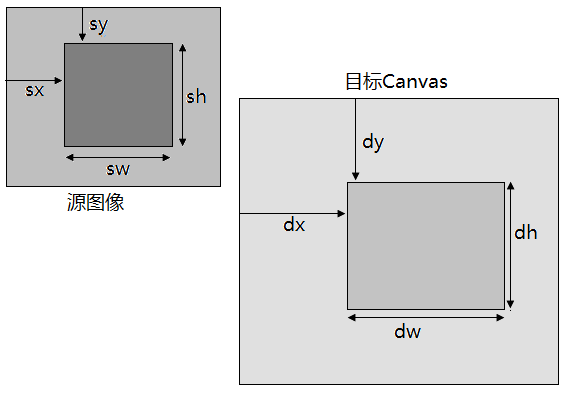 sy
sx
sh
sw
源图像
目标Canvas
dy
dx
dh
dw